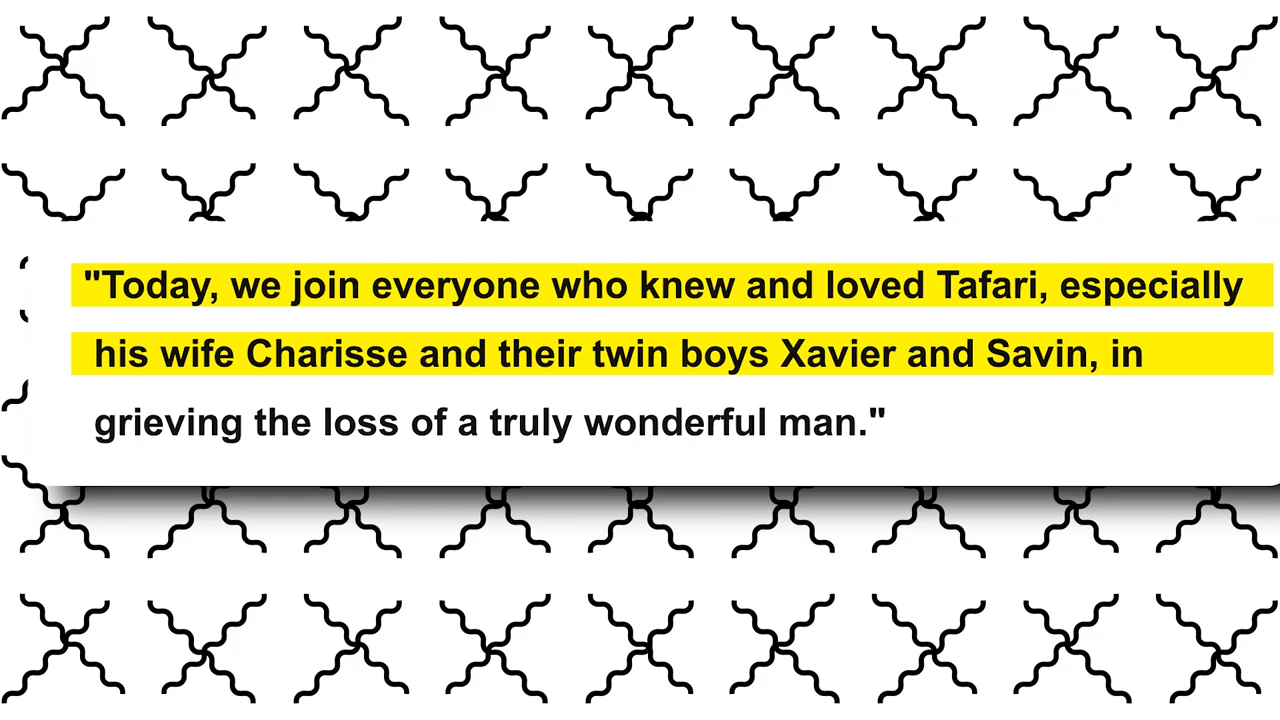 "Today, we join everyone who knew and loved Tafari, especially
his wife Charisse and their twin boys Xavier and Savin, in
grieving the loss of a truly wonderful man."